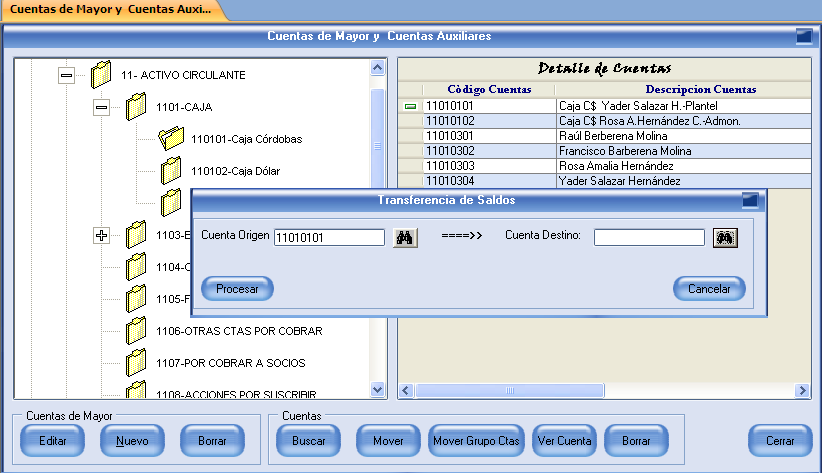 Cuentas de Mayor y Cuentas Auxi...
Cuentas de Mayor y Cuentas Auxiliares
11- ACTIVO CIRCULANTE
1101-CAJA
110101-Caja Córdobas
110102-Caja Dólar
1103-E
1104-C
1105-F
1106-OTRAS CTAS POR COBRAR
1107-POR COBRAR A SOCIOS
1108-ACCIONES POR SUSCRIBIR
Detalle de Cuentas
Còdigo Cuentas Descripcion Cuentas
11010101 Caja C$ Yader Salazar H.-Plantel
11010102 Caja C$ Rosa A.Hernández C.-Admon.
11010301 Raúl Berberena Molina
11010302 Francisco Barberena Molina
11010303 Rosa Amalia Hernández
11010304 Yader Salazar Hernández
Transferencia de Saldos
Cuenta Origen 11010101 ====>> Cuenta Destino:
Procesar Cancelar
Cuentas de Mayor Cuentas
Editar Nuevo Borrar Buscar Mover Mover Grupo Ctas Ver Cuenta Borrar Cerrar